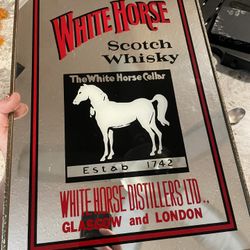 WHITE HORSE
Scotch
Whisky
The White Horse Cellar
Estab 1742
WHITE HORSE DISTILLERS LTD..
GLASGOW and LONDON